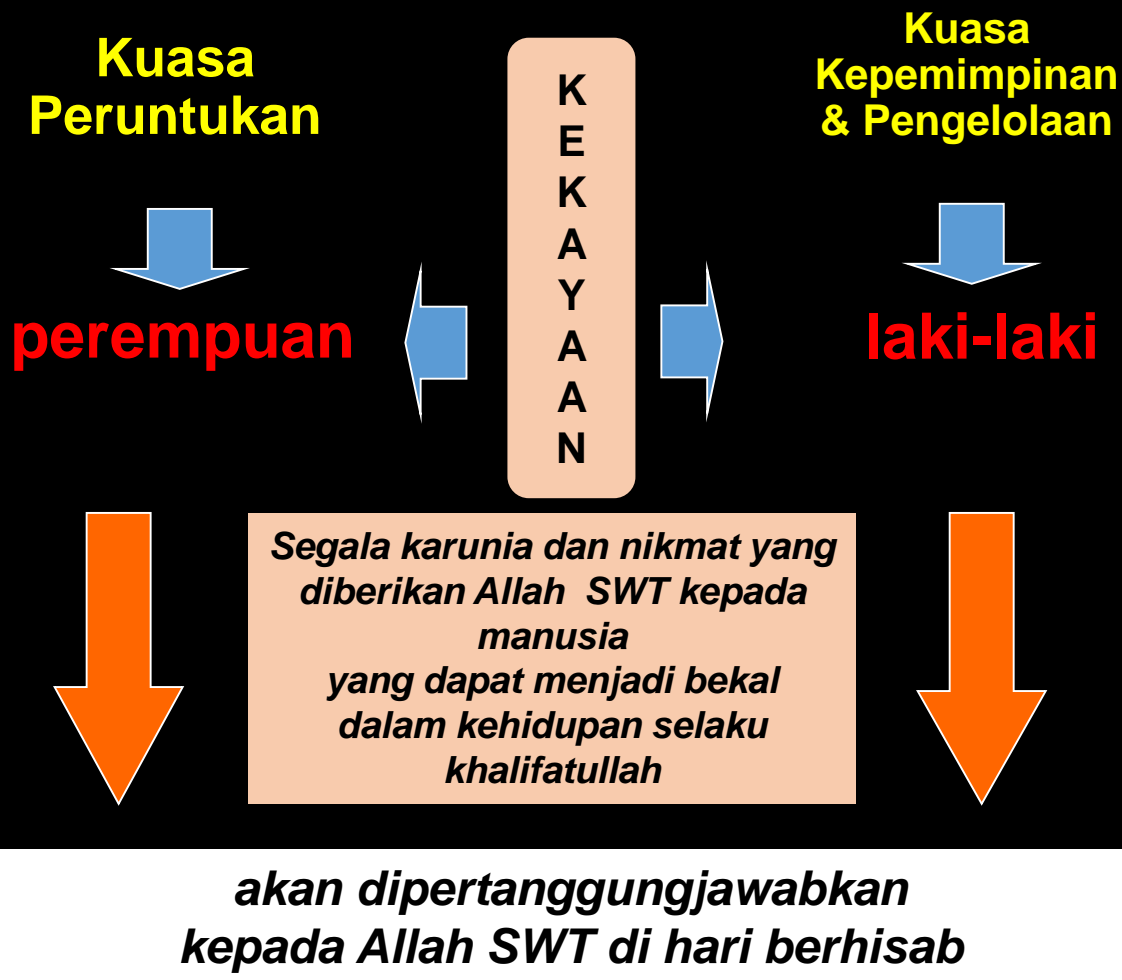 Kuasa
Peruntukan
Kuasa
Kepemimpinan
& Pengelolaan
K
E
K
A
Y
A
A
N
perempuan
laki-laki
Segala karunia dan nikmat yang
diberikan Allah SWT kepada
manusia
yang dapat menjadi bekal
dalam kehidupan selaku
khalifatullah
akan dipertanggungjawabkan
kepada Allah SWT di hari berhisab